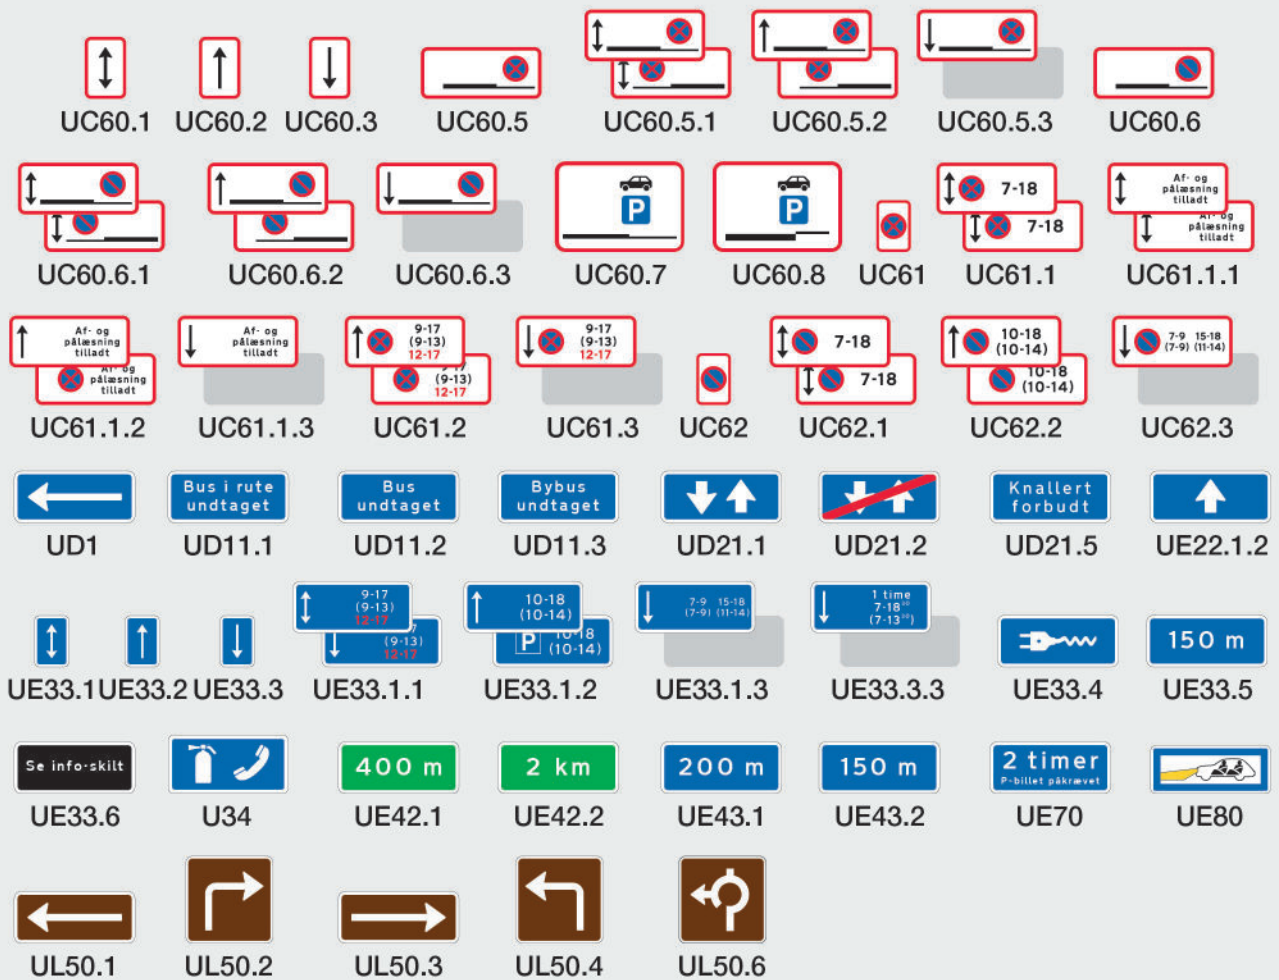 UC60.1 UC60.2 UC60.3 UC60.5 UC60.5.1 UC60.5.2 UC60.5.3 UC60.6
P P 7-18 Af- og
pålæsning
tilladt
7-18 Af- og
pålæsning
tilladt
UC60.6.1 UC60.6.2 UC60.6.3 UC60.7 UC60.8 UC61 UC61.1 UC61.1.1
Af- og
pålæsning
tilladt
Af- og
pålæsning
tilladt
Af- og
pålæsning
tilladt
9-17
(9-13)
12-17
(9-13)
12-17
9-17
(9-13)
12-17
7-18
7-18
10-18
(10-14)
10-18
(10-14)
7-9 15-18
(7-9) (11-14)
UC61.1.2 UC61.1.3 UC61.2 UC61.3 UC62 UC62.1 UC62.2 UC62.3
Bus i rute
undtaget
Bus
undtaget
Bybus
undtaget
Knallert
forbudt
UD1 UD11.1 UD11.2 UD11.3 UD21.1 UD21.2 UD21.5 UE22.1.2
9-17
(9-13)
12-17
(9-13)
12-17
10-18
(10-14)
P 10-18
(10-14)
7-9 15-18
(7-9) (11-14)
1 time
7-18³⁰
(7-13³⁰)
150 m
UE33.1 UE33.2 UE33.3 UE33.1.1 UE33.1.2 UE33.1.3 UE33.3.3 UE33.4 UE33.5
Se info-skilt
400 m
2 km
200 m
150 m
2 timer
P-billet påkrævet
UE33.6 U34 UE42.1 UE42.2 UE43.1 UE43.2 UE70 UE80
UL50.1 UL50.2 UL50.3 UL50.4 UL50.6